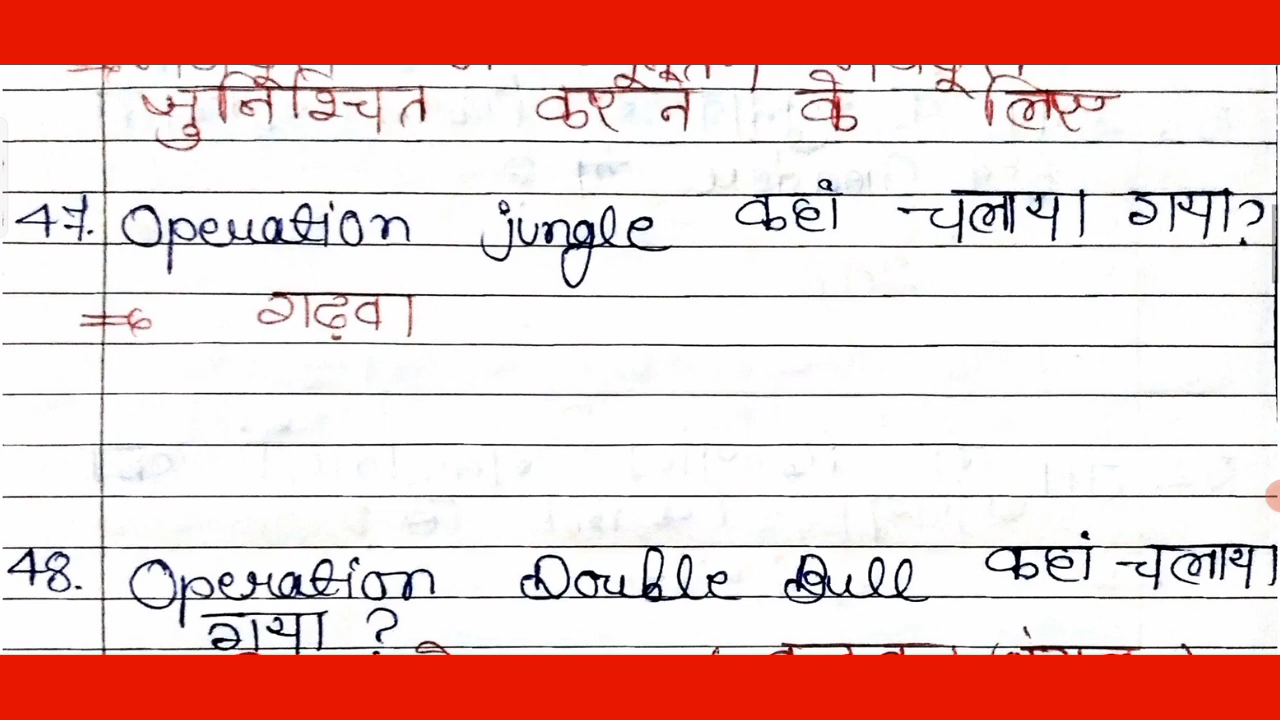 सुनिश्चित करने के लिए
47. Operation jungle कहां चलाया गया?
⇒ गढ़वा
48. Operation Double Bull कहां चलाया
गया ?